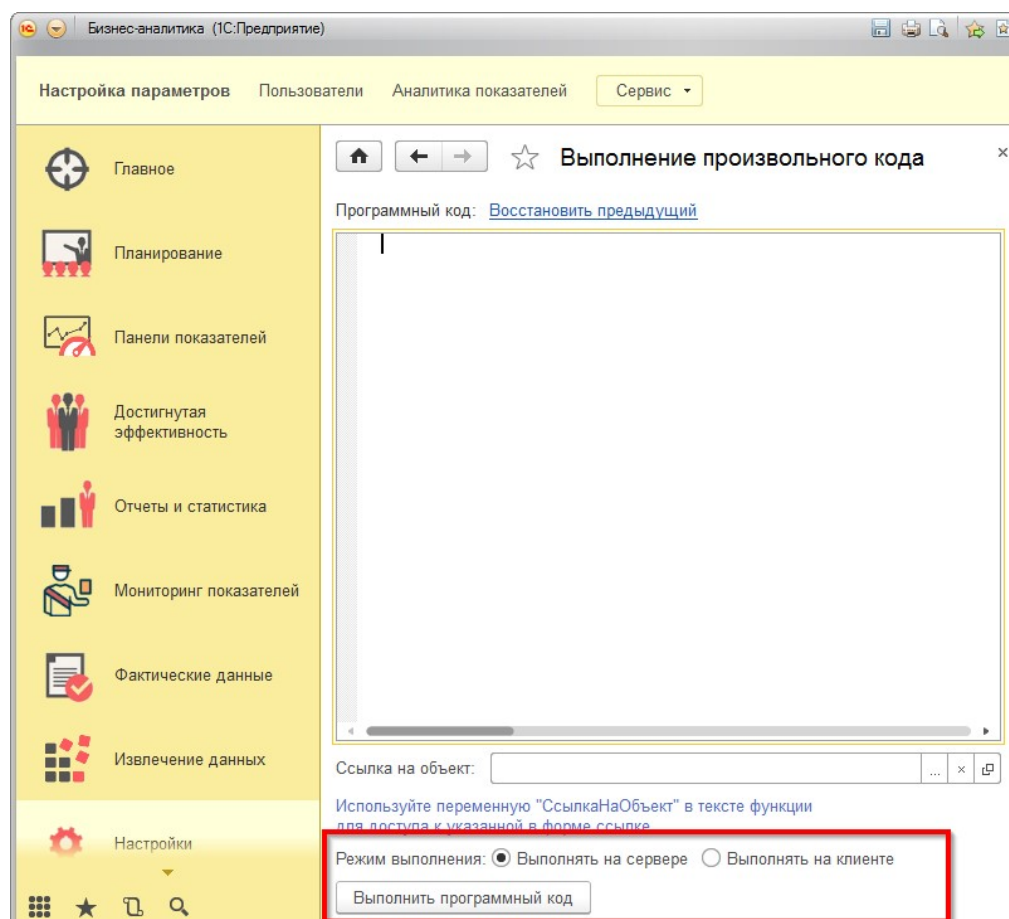 Бизнес-аналитика (1С:Предприятие)
Настройка параметров Пользователи Аналитика показателей Сервис
Главное
Планирование
Панели показателей
Достигнутая
эффективность
Отчеты и статистика
Мониторинг показателей
Фактические данные
Извлечение данных
Настройки
Выполнение произвольного кода
Программный код: Восстановить предыдущий
Ссылка на объект: ...
Используйте переменную "СсылкаНаОбъект" в тексте функции
для доступа к указанной в форме ссылке
Режим выполнения: Выполнять на сервере Выполнять на клиенте
Выполнить программный код